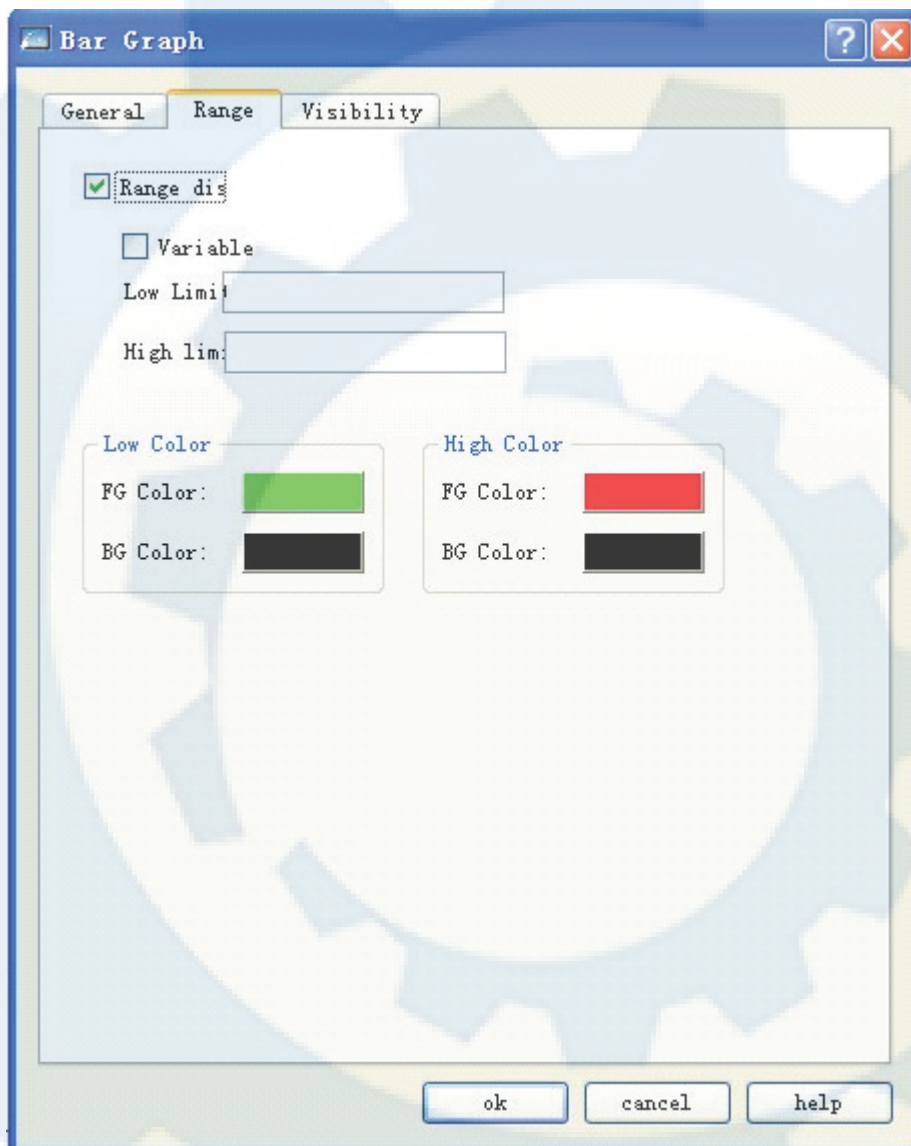 Bar Graph
General Range Visibility
Range dis
Variable
Low Limit
High lim
Low Color High Color
FG Color: FG Color:
BG Color: BG Color:
ok cancel help